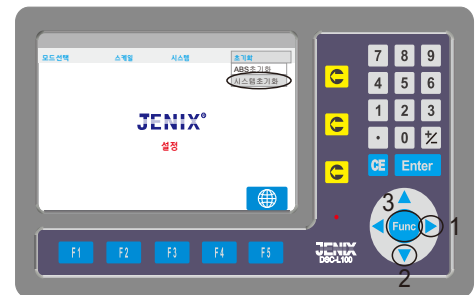 모드선택 스케일 시스템 초기화
ABS초기화
시스템초기화
JENIX®
설정
7 8 9
4 5 6
1 2 3
· 0 +/-
CE Enter
3
Func 1
2
F1 F2 F3 F4 F5
JENIX
DSC-L100